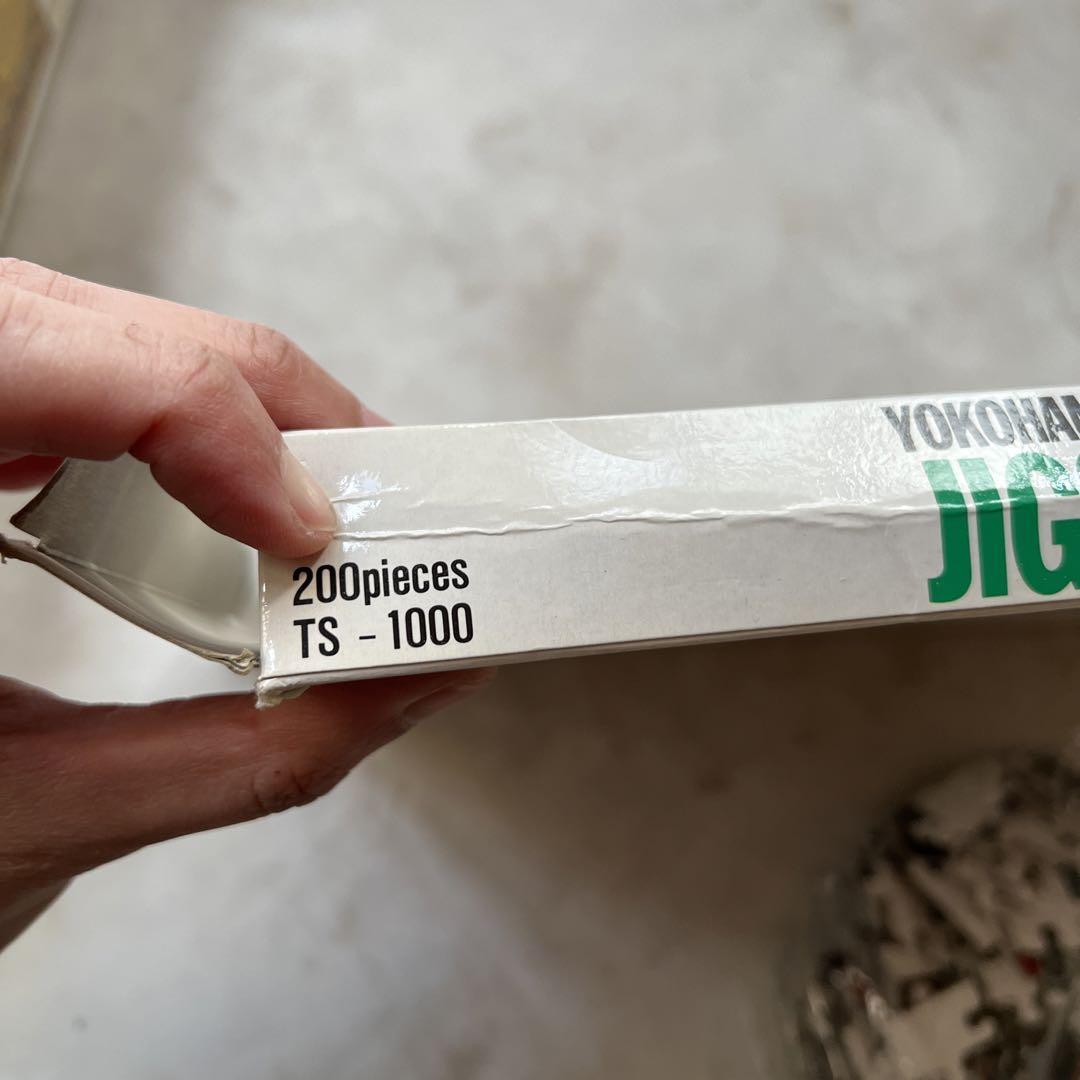 YOKOHAM
JIG
200pieces
TS - 1000